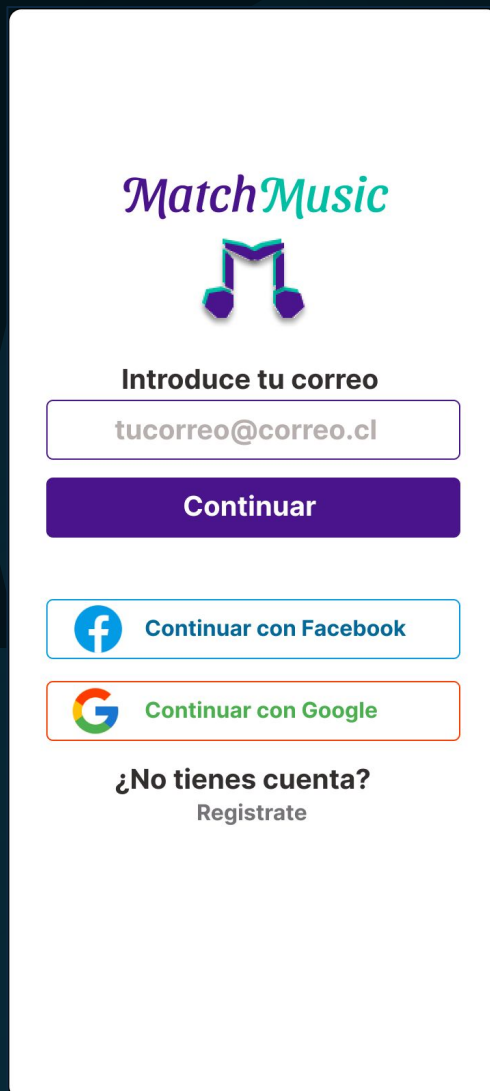 MatchMusic
Introduce tu correo
tucorreo@correo.cl
Continuar
Continuar con Facebook
Continuar con Google
¿No tienes cuenta?
Registrate